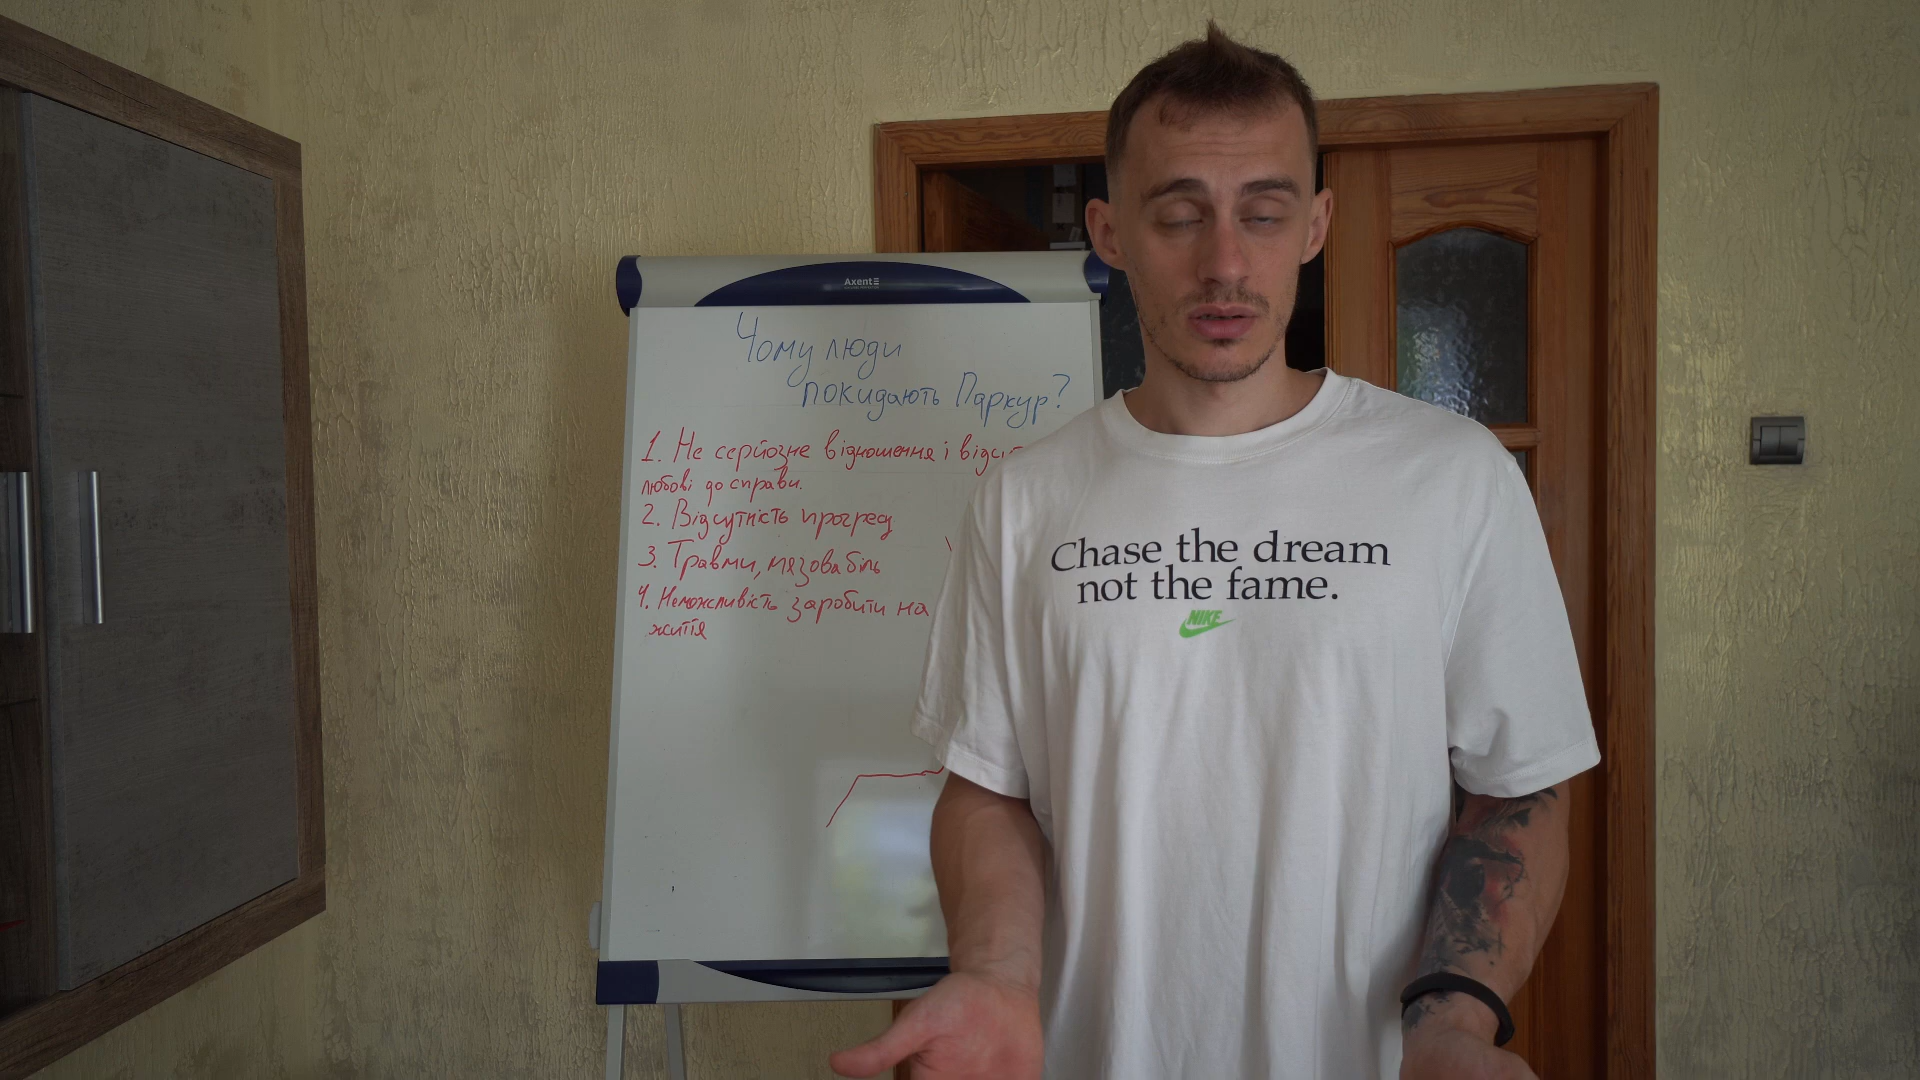 Axent
Чому люди
покидають Паркур?
1. Не серйозне відношення і відсут
любові до справи.
2. Відсутність прогресу
3. Травми, мязова біль
4. Неможливість заробити на
життя
Chase the dream
not the fame.
NIKE